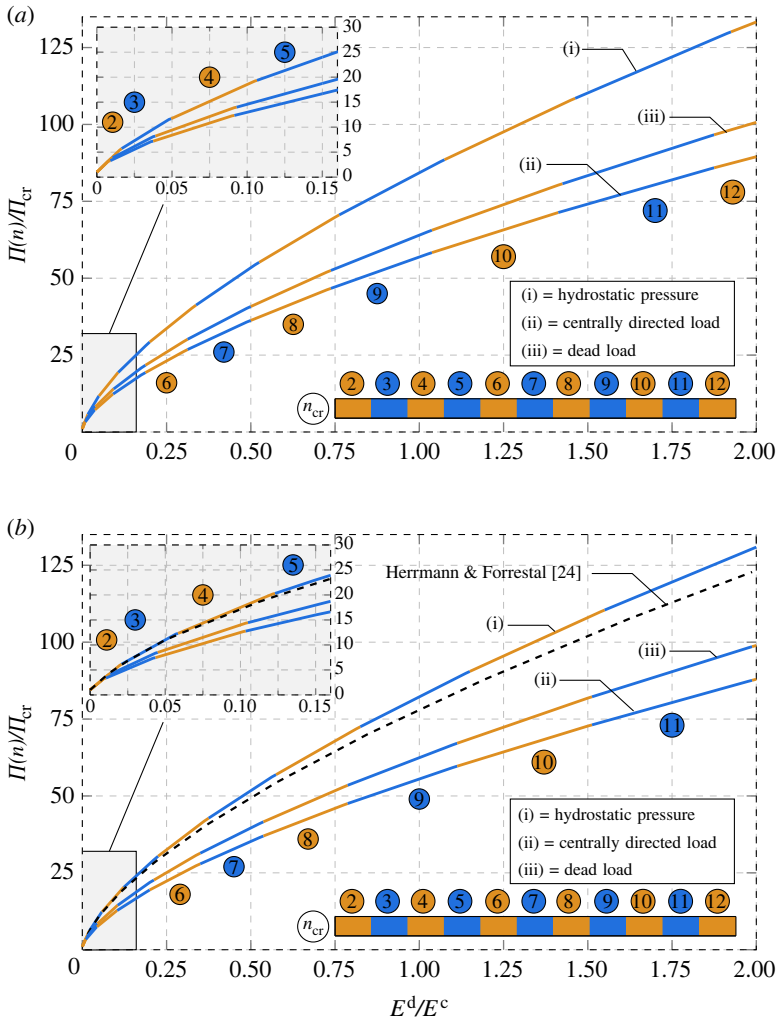 (a)
125
100
75
50
25
0
Π(n)/Π_cr
30
25
20
15
10
5
0
0
0.05
0.10
0.15
2
3
4
5
(i)
(iii)
(ii)
6
7
8
9
10
11
12
(i) = hydrostatic pressure
(ii) = centrally directed load
(iii) = dead load
2 3 4 5 6 7 8 9 10 11 12
n_cr
0 0.25 0.50 0.75 1.00 1.25 1.50 1.75 2.00
(b)
125
100
75
50
25
0
Π(n)/Π_cr
30
25
20
15
10
5
0
0
0.05
0.10
0.15
2
3
4
5
Herrmann & Forrestal [24]
(i)
(iii)
(ii)
6
7
8
9
10
11
(i) = hydrostatic pressure
(ii) = centrally directed load
(iii) = dead load
2 3 4 5 6 7 8 9 10 11 12
n_cr
0 0.25 0.50 0.75 1.00 1.25 1.50 1.75 2.00
E^d/E^c